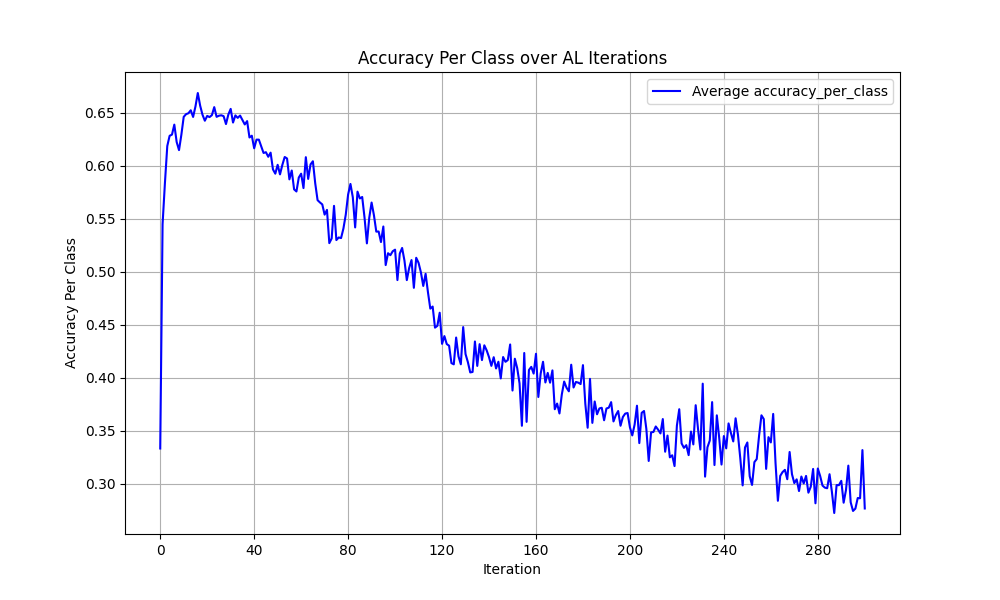 Accuracy Per Class over AL Iterations
Average accuracy_per_class
Accuracy Per Class
0.65
0.60
0.55
0.50
0.45
0.40
0.35
0.30
0 40 80 120 160 200 240 280
Iteration